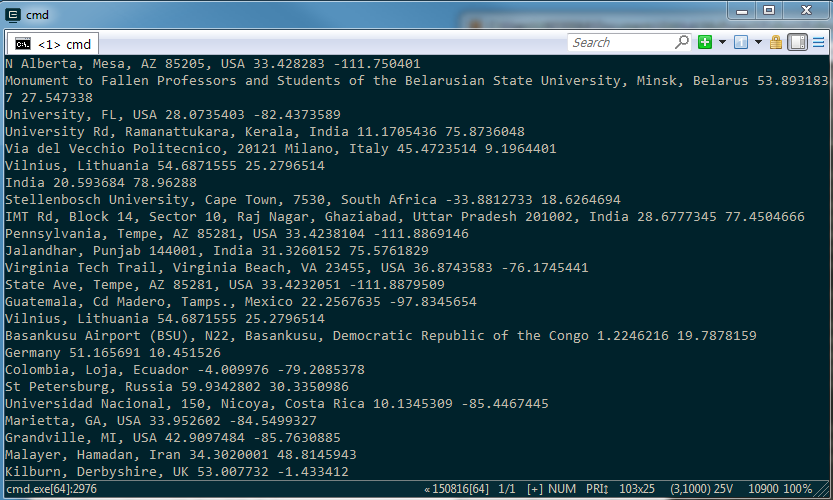 cmd
<1> cmd
Search
N Alberta, Mesa, AZ 85205, USA 33.428283 -111.750401
Monument to Fallen Professors and Students of the Belarusian State University, Minsk, Belarus 53.893183
7 27.547338
University, FL, USA 28.0735403 -82.4373589
University Rd, Ramanattukara, Kerala, India 11.1705436 75.8736048
Via del Vecchio Politecnico, 20121 Milano, Italy 45.4723514 9.1964401
Vilnius, Lithuania 54.6871555 25.2796514
India 20.593684 78.96288
Stellenbosch University, Cape Town, 7530, South Africa -33.8812733 18.6264694
IMT Rd, Block 14, Sector 10, Raj Nagar, Ghaziabad, Uttar Pradesh 201002, India 28.6777345 77.4504666
Pennsylvania, Tempe, AZ 85281, USA 33.4238104 -111.8869146
Jalandhar, Punjab 144001, India 31.3260152 75.5761829
Virginia Tech Trail, Virginia Beach, VA 23455, USA 36.8743583 -76.1745441
State Ave, Tempe, AZ 85281, USA 33.4232051 -111.8879509
Guatemala, Cd Madero, Tamps., Mexico 22.2567635 -97.8345654
Vilnius, Lithuania 54.6871555 25.2796514
Basankusu Airport (BSU), N22, Basankusu, Democratic Republic of the Congo 1.2246216 19.7878159
Germany 51.165691 10.451526
Colombia, Loja, Ecuador -4.009976 -79.2085378
St Petersburg, Russia 59.9342802 30.3350986
Universidad Nacional, 150, Nicoya, Costa Rica 10.1345309 -85.4467445
Marietta, GA, USA 33.952602 -84.5499327
Grandville, MI, USA 42.9097484 -85.7630885
Malayer, Hamadan, Iran 34.3020001 48.8145943
Kilburn, Derbyshire, UK 53.007732 -1.433412
cmd.exe[64]:2976 « 150816[64] 1/1 [+] NUM PRI↕ 103x25 (3,1000) 25V 10900 100%